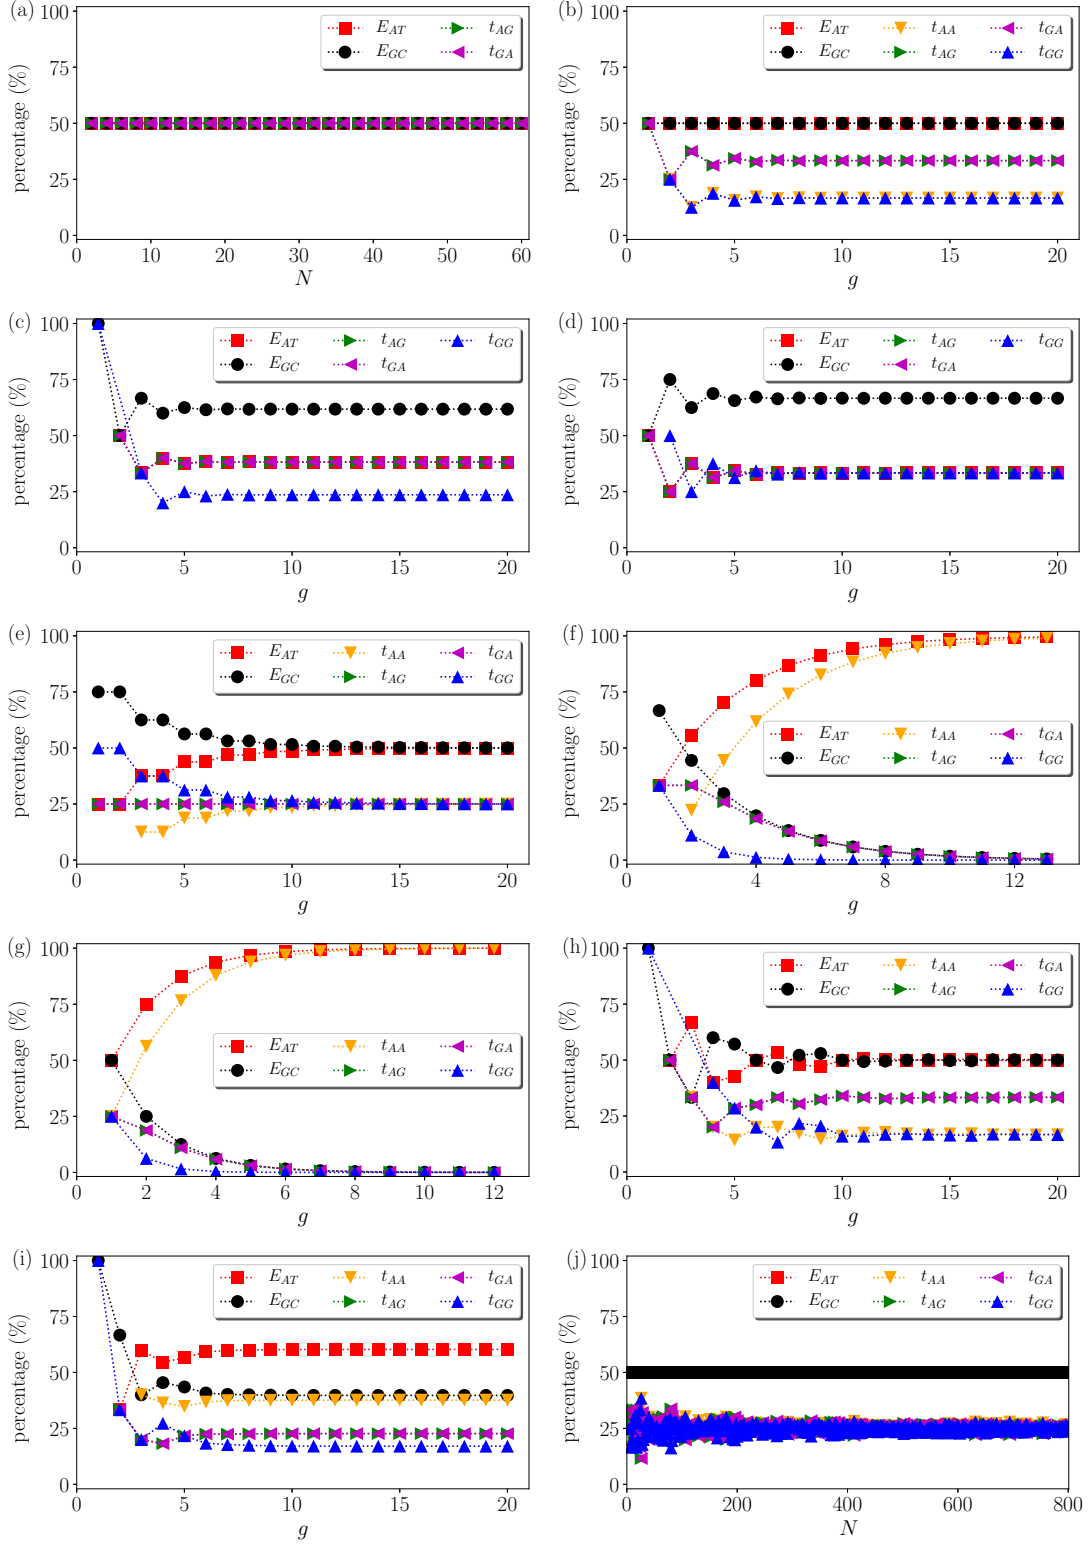 (a) 100
75
50
25
0
percentage (%)
E_AT t_AG
E_GC t_GA
0 10 20 30 40 50 60
N
(b) 100
75
50
25
0
percentage (%)
E_AT t_AA t_GA
E_GC t_AG t_GG
0 5 10 15 20
g
(c) 100
75
50
25
0
percentage (%)
E_AT t_AG t_GG
E_GC t_GA
0 5 10 15 20
g
(d) 100
75
50
25
0
percentage (%)
E_AT t_AG t_GG
E_GC t_GA
0 5 10 15 20
g
(e) 100
75
50
25
0
percentage (%)
E_AT t_AA t_GA
E_GC t_AG t_GG
0 5 10 15 20
g
(f) 100
75
50
25
0
percentage (%)
E_AT t_AA t_GA
E_GC t_AG t_GG
0 4 8 12
g
(g) 100
75
50
25
0
percentage (%)
E_AT t_AA t_GA
E_GC t_AG t_GG
0 2 4 6 8 10 12
g
(h) 100
75
50
25
0
percentage (%)
E_AT t_AA t_GA
E_GC t_AG t_GG
0 5 10 15 20
g
(i) 100
75
50
25
0
percentage (%)
E_AT t_AA t_GA
E_GC t_AG t_GG
0 5 10 15 20
g
(j) 100
75
50
25
0
percentage (%)
E_AT t_AA t_GA
E_GC t_AG t_GG
0 200 400 600 800
N